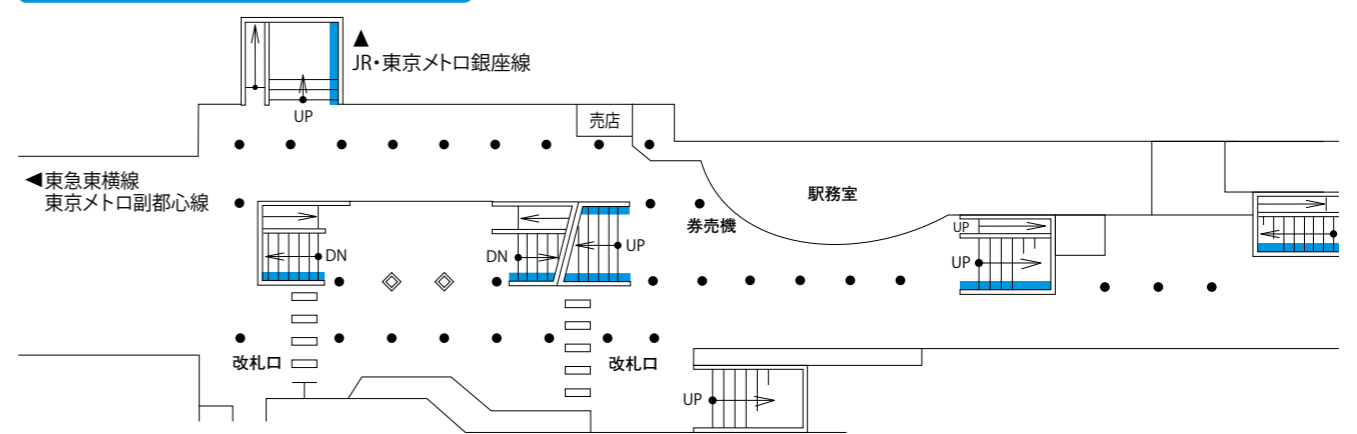 ▲
JR・東京メトロ銀座線
UP
売店
◀東急東横線
東京メトロ副都心線
駅務室
券売機
UP
DN
DN
UP
UP
改札口
改札口
UP